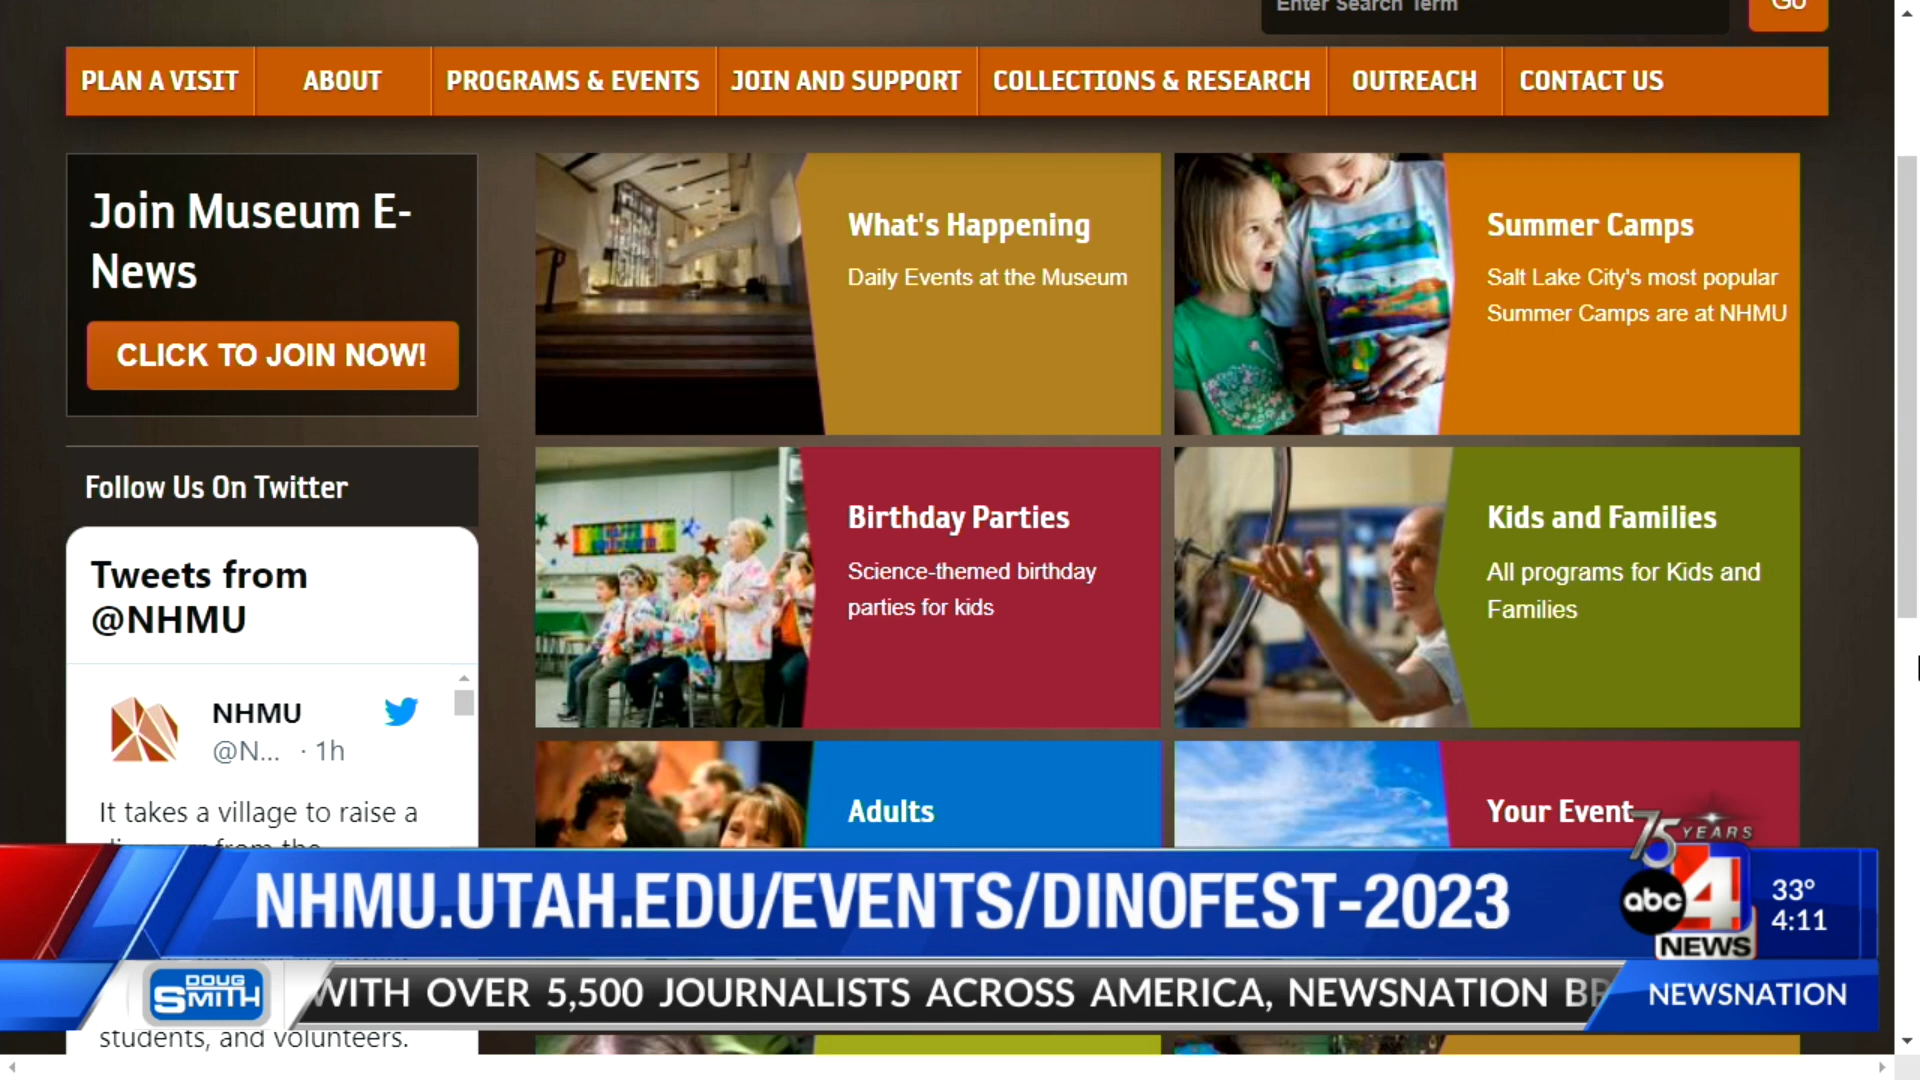 Enter Search Term
Go
PLAN A VISIT
ABOUT
PROGRAMS & EVENTS
JOIN AND SUPPORT
COLLECTIONS & RESEARCH
OUTREACH
CONTACT US
Join Museum E-
News
CLICK TO JOIN NOW!
Follow Us On Twitter
Tweets from
@NHMU
NHMU
@N... · 1h
It takes a village to raise a
from the
students, and volunteers.
What's Happening
Daily Events at the Museum
Summer Camps
Salt Lake City's most popular
Summer Camps are at NHMU
Birthday Parties
Science-themed birthday
parties for kids
Kids and Families
All programs for Kids and
Families
Adults
Your Event
NHMU.UTAH.EDU/EVENTS/DINOFEST-2023
75 YEARS
abc 4
NEWS
33°
4:11
DOUG
SMITH
WITH OVER 5,500 JOURNALISTS ACROSS AMERICA, NEWSNATION BR
NEWSNATION